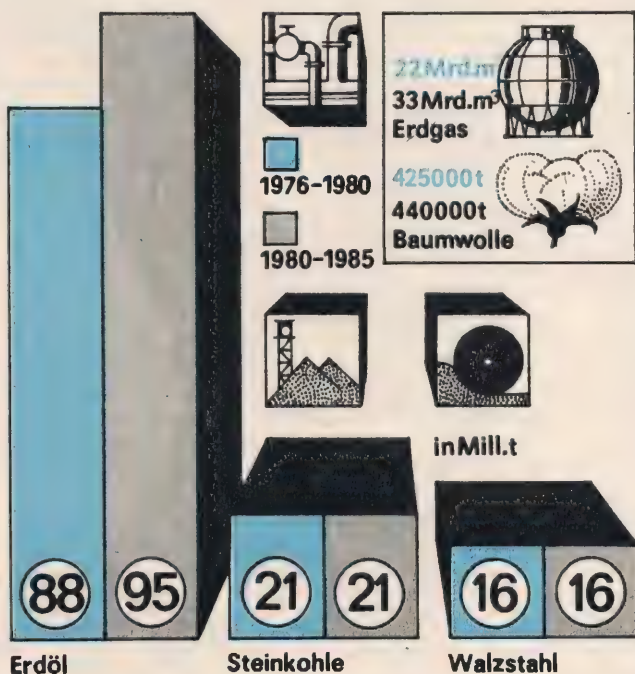 22Mrd.m³
33Mrd.m³
Erdgas
425000t
440000t
Baumwolle
1976-1980
1980-1985
inMill.t
88
95
21
21
16
16
Erdöl
Steinkohle
Walzstahl